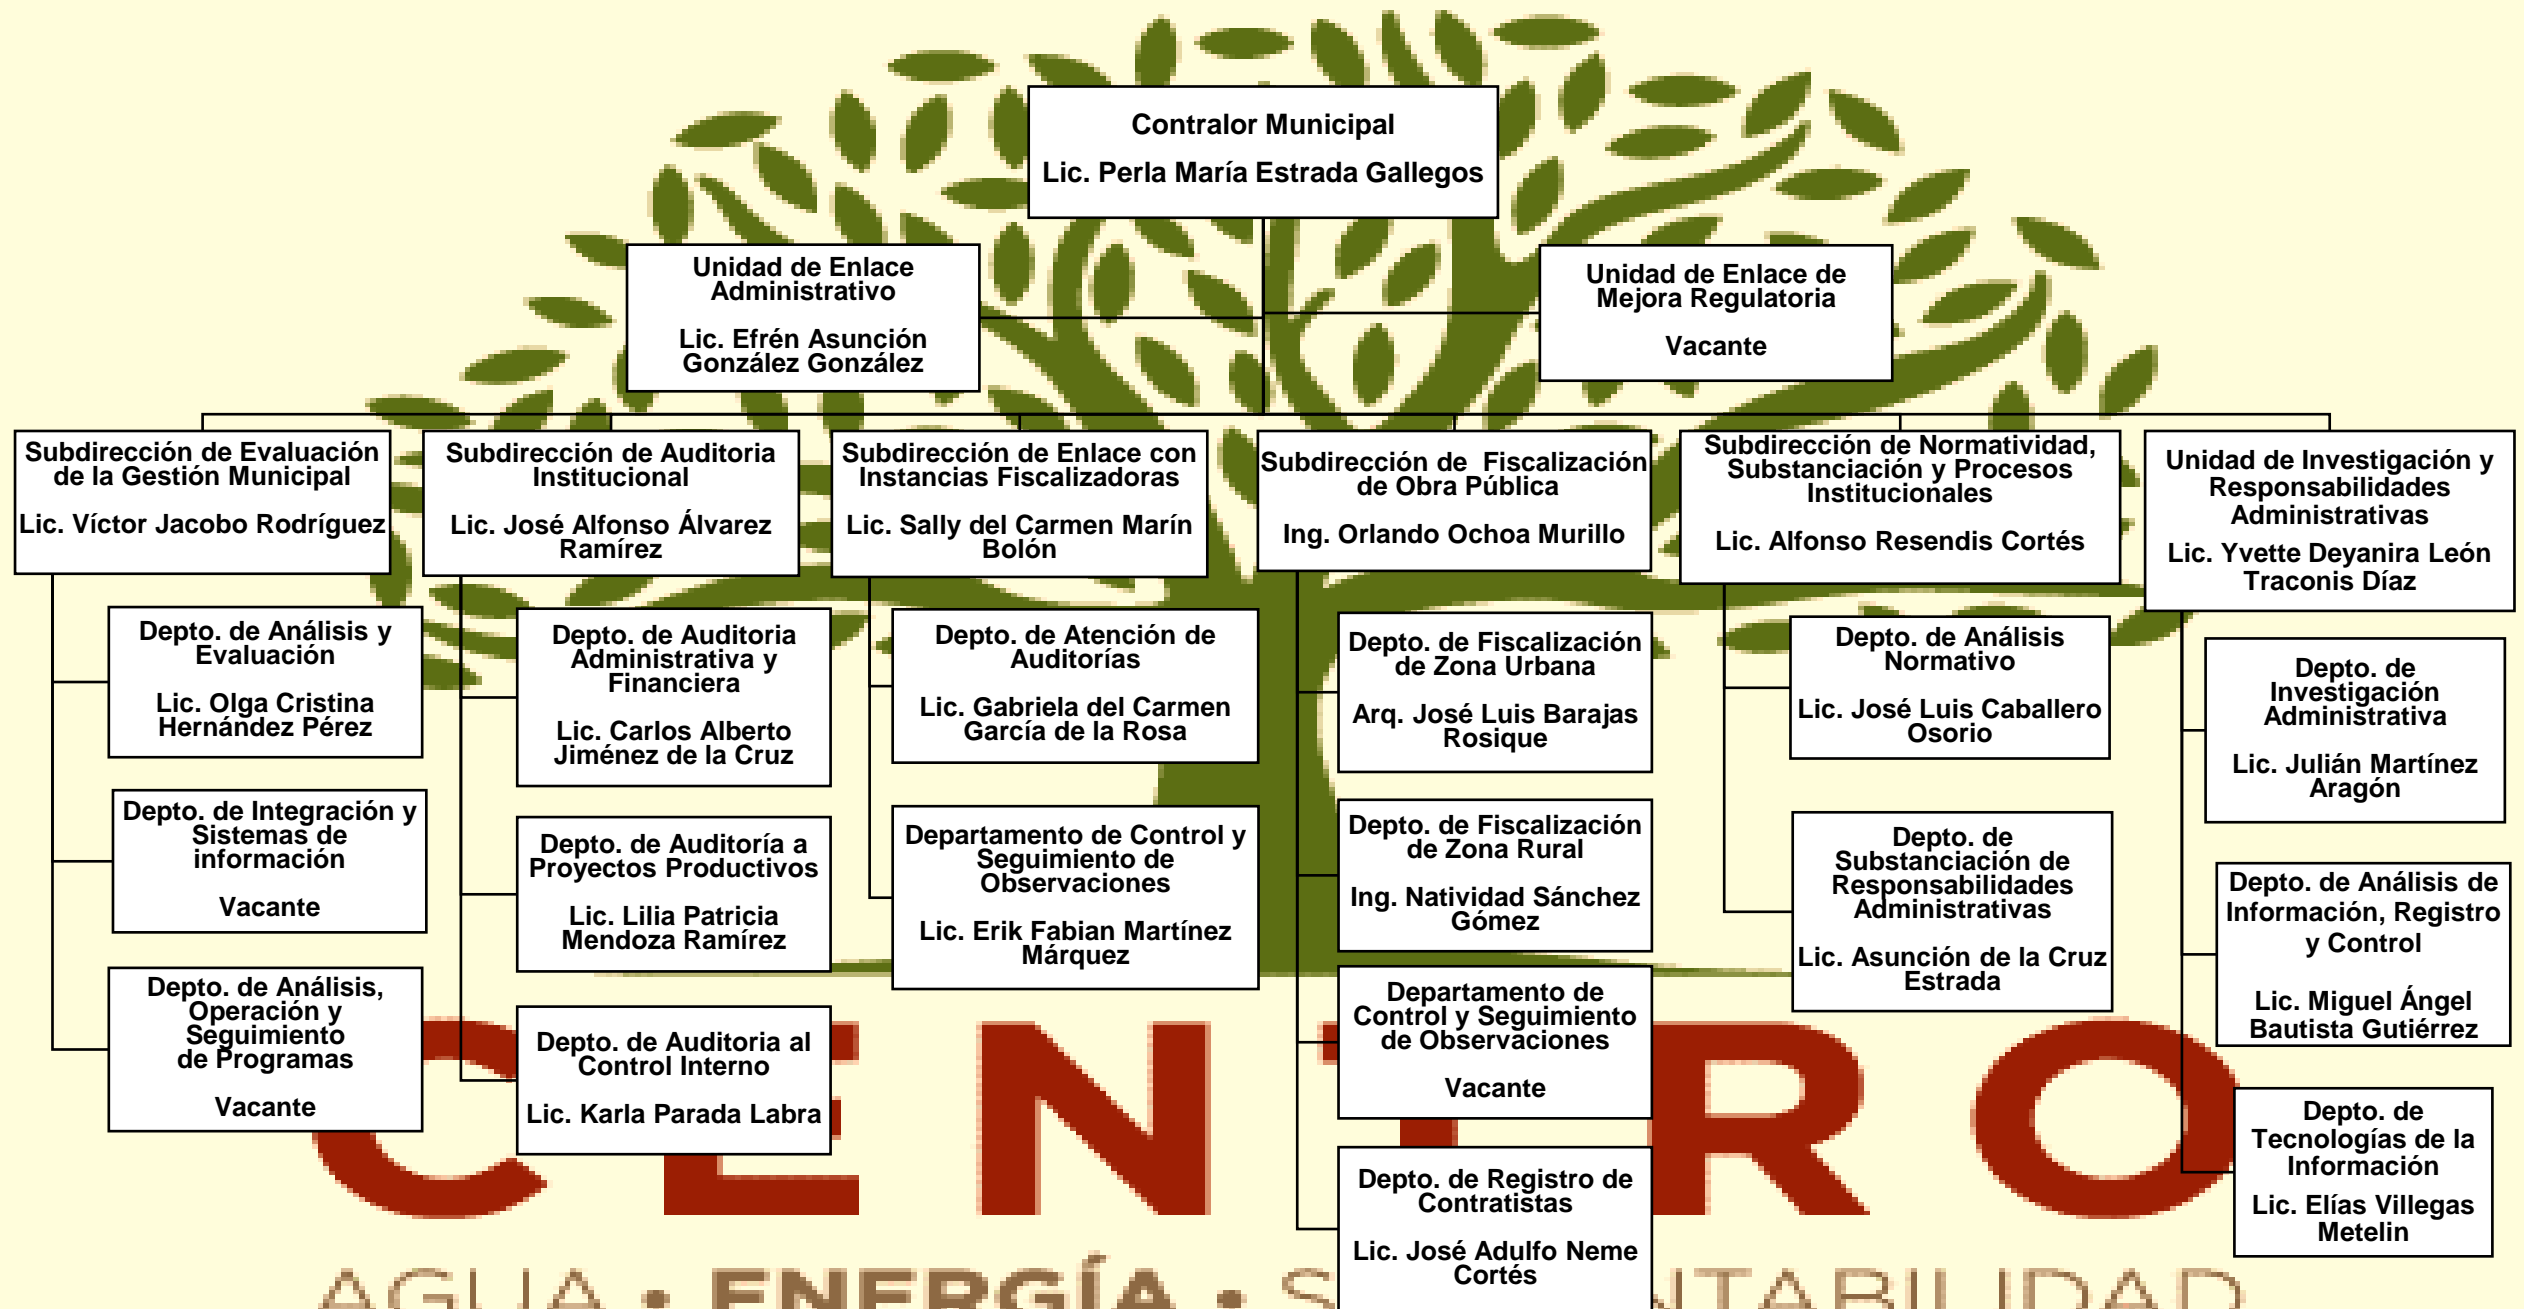 Contralor Municipal
Lic. Perla María Estrada Gallegos
Unidad de Enlace
Administrativo
Lic. Efrén Asunción
González González
Unidad de Enlace de
Mejora Regulatoria
Vacante
Subdirección de Evaluación
de la Gestión Municipal
Lic. Víctor Jacobo Rodríguez
Subdirección de Auditoria
Institucional
Lic. José Alfonso Álvarez
Ramírez
Subdirección de Enlace con
Instancias Fiscalizadoras
Lic. Sally del Carmen Marín
Bolón
Subdirección de Fiscalización
de Obra Pública
Ing. Orlando Ochoa Murillo
Subdirección de Normatividad,
Substanciación y Procesos
Institucionales
Lic. Alfonso Resendis Cortés
Unidad de Investigación y
Responsabilidades
Administrativas
Lic. Yvette Deyanira León
Traconis Díaz
Depto. de Análisis y
Evaluación
Lic. Olga Cristina
Hernández Pérez
Depto. de Integración y
Sistemas de
información
Vacante
Depto. de Análisis,
Operación y
Seguimiento
de Programas
Vacante
Depto. de Auditoria
Administrativa y
Financiera
Lic. Carlos Alberto
Jiménez de la Cruz
Depto. de Auditoría a
Proyectos Productivos
Lic. Lilia Patricia
Mendoza Ramírez
Depto. de Auditoria al
Control Interno
Lic. Karla Parada Labra
Depto. de Atención de
Auditorías
Lic. Gabriela del Carmen
García de la Rosa
Departamento de Control y
Seguimiento de
Observaciones
Lic. Erik Fabian Martínez
Márquez
Depto. de Fiscalización
de Zona Urbana
Arq. José Luis Barajas
Rosique
Depto. de Fiscalización
de Zona Rural
Ing. Natividad Sánchez
Gómez
Departamento de
Control y Seguimiento
de Observaciones
Vacante
Depto. de Registro de
Contratistas
Lic. José Adulfo Neme
Cortés
Depto. de Análisis
Normativo
Lic. José Luis Caballero
Osorio
Depto. de
Substanciación de
Responsabilidades
Administrativas
Lic. Asunción de la Cruz
Estrada
Depto. de
Investigación
Administrativa
Lic. Julián Martínez
Aragón
Depto. de Análisis de
Información, Registro
y Control
Lic. Miguel Ángel
Bautista Gutiérrez
Depto. de
Tecnologías de la
Información
Lic. Elías Villegas
Metelin
CENTRO
AGUA • ENERGÍA •